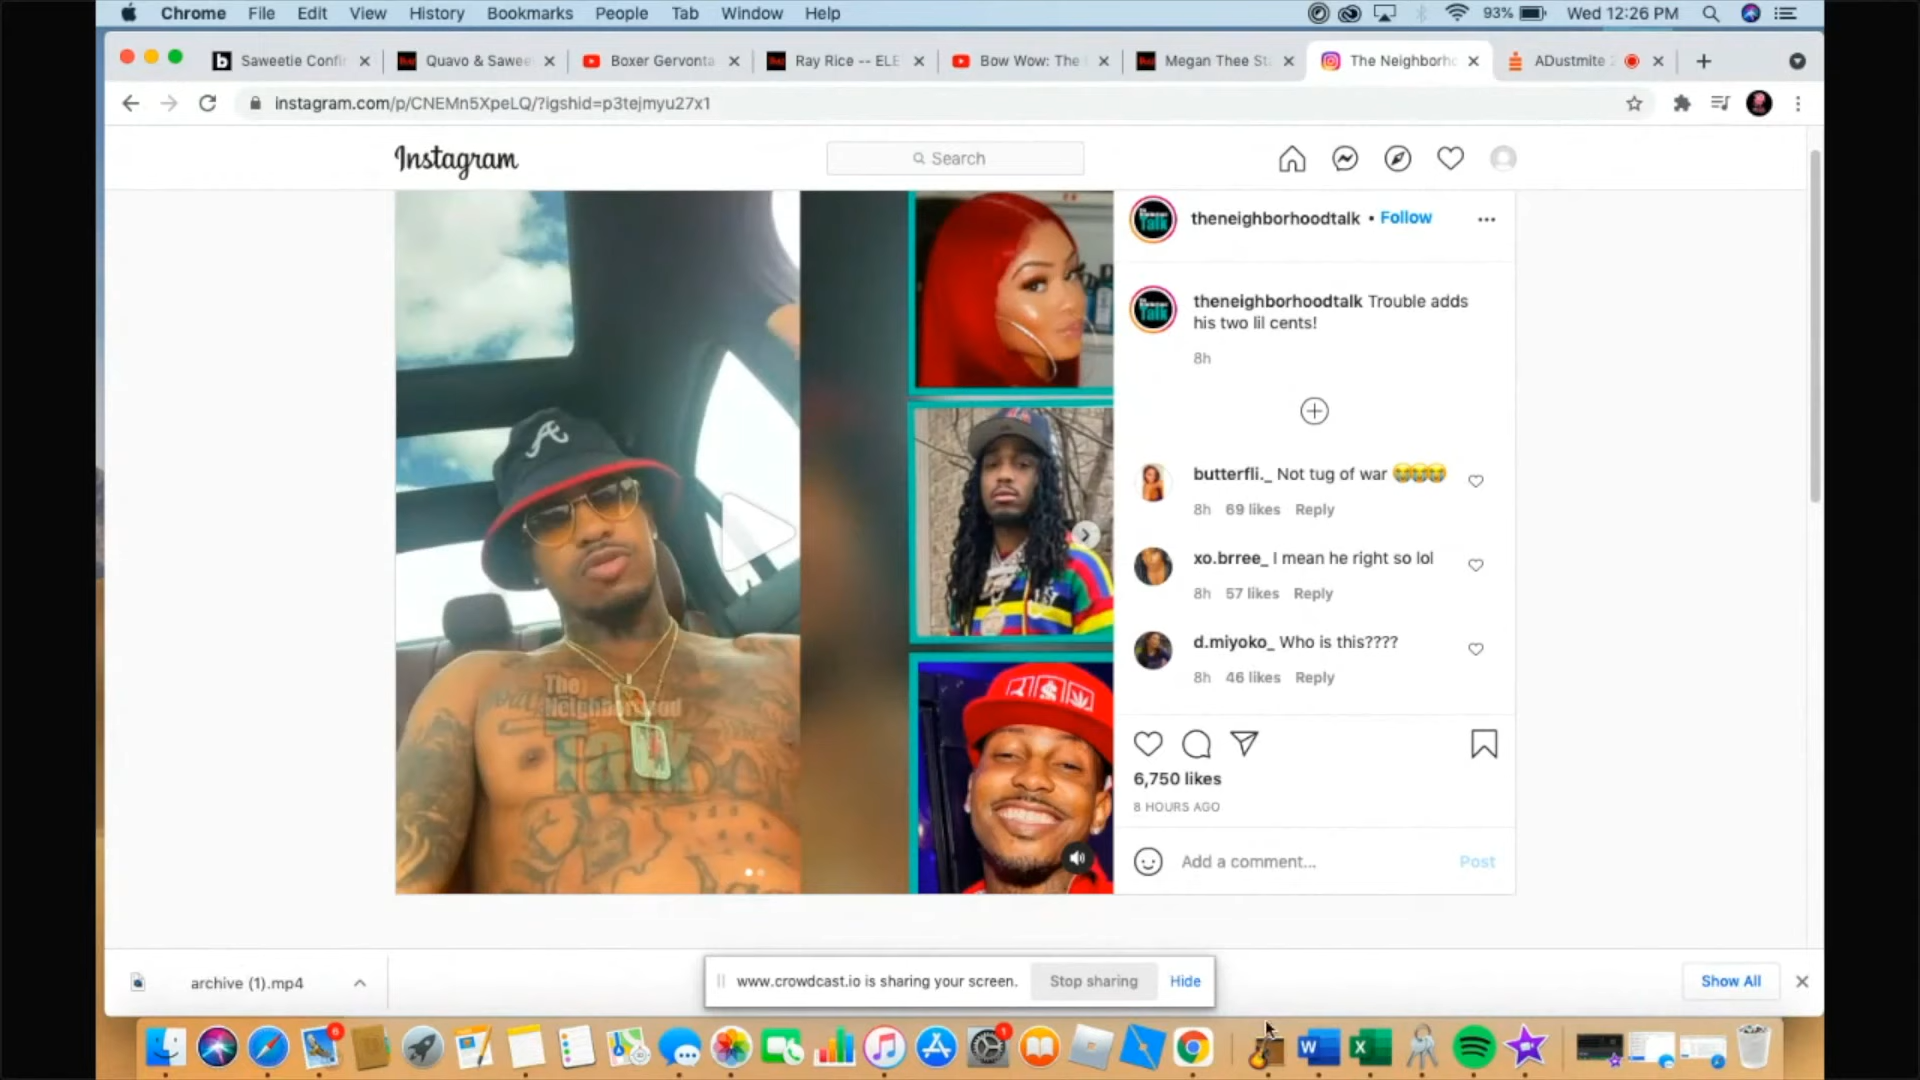 Chrome File Edit View History Bookmarks People Tab Window Help 93% Wed 12:26 PM
Saweetie Confir Quavo & Sawee Boxer Gervonta Ray Rice -- ELE Bow Wow: The Megan Thee St The Neighborho ADustmite
instagram.com/p/CNEMn5XpeLQ/?igshid=p3tejmyu27x1
Instagram
Search
theneighborhoodtalk • Follow
theneighborhoodtalk Trouble adds
his two lil cents!
8h
butterfli._ Not tug of war 😭😭😭
8h 69 likes Reply
xo.brree_ I mean he right so lol
8h 57 likes Reply
d.miyoko_ Who is this????
8h 46 likes Reply
6,750 likes
8 HOURS AGO
Add a comment... Post
The
Neighborhood
Talk
archive (1).mp4
www.crowdcast.io is sharing your screen. Stop sharing Hide
Show All